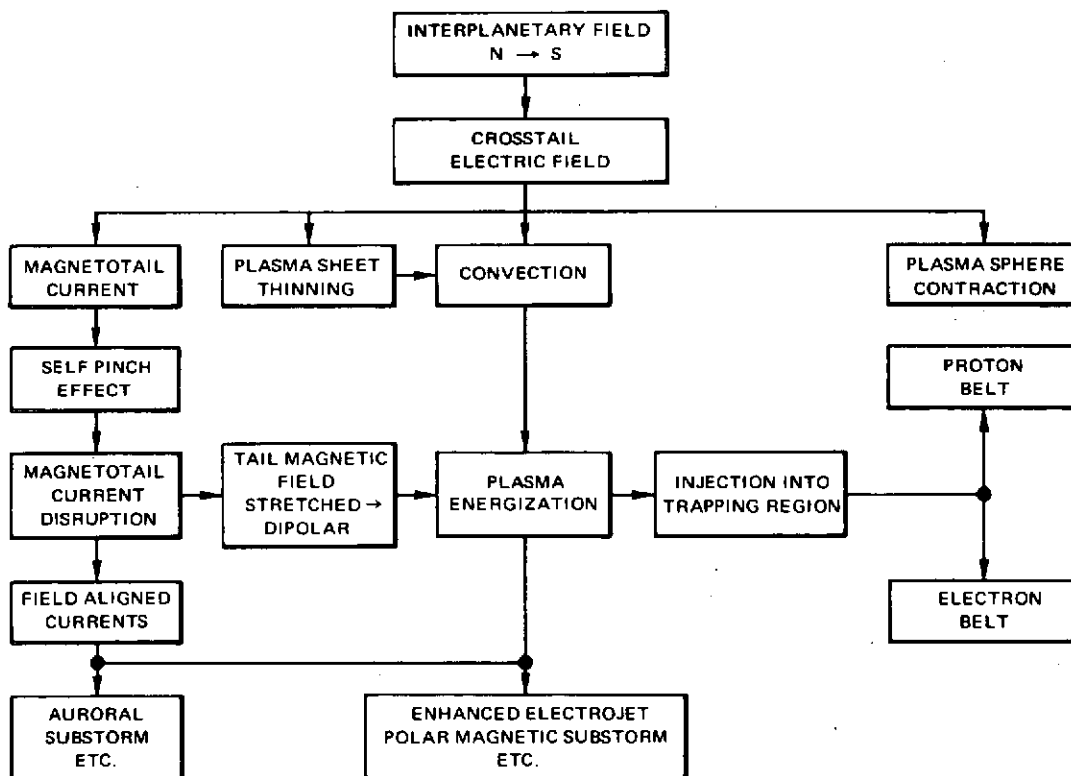 INTERPLANETARY FIELD
N → S
CROSSTAIL
ELECTRIC FIELD
MAGNETOTAIL
CURRENT
PLASMA SHEET
THINNING
CONVECTION
PLASMA SPHERE
CONTRACTION
SELF PINCH
EFFECT
PROTON
BELT
MAGNETOTAIL
CURRENT
DISRUPTION
TAIL MAGNETIC
FIELD
STRETCHED →
DIPOLAR
PLASMA
ENERGIZATION
INJECTION INTO
TRAPPING REGION
FIELD ALIGNED
CURRENTS
ELECTRON
BELT
AURORAL
SUBSTORM
ETC.
ENHANCED ELECTROJET
POLAR MAGNETIC SUBSTORM
ETC.